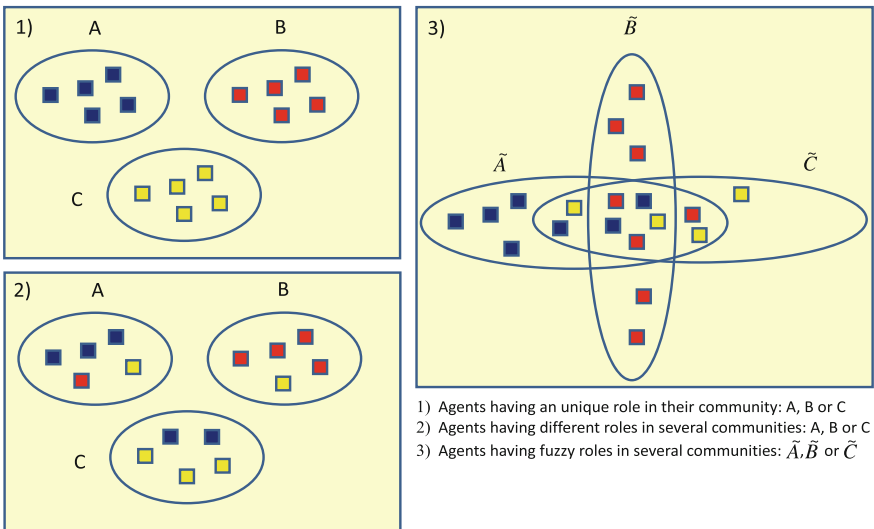 1)
A
B
C
2)
A
B
C
3)
B̃
Ã
C̃
1) Agents having an unique role in their community: A, B or C
2) Agents having different roles in several communities: A, B or C
3) Agents having fuzzy roles in several communities: Ã,B̃ or C̃